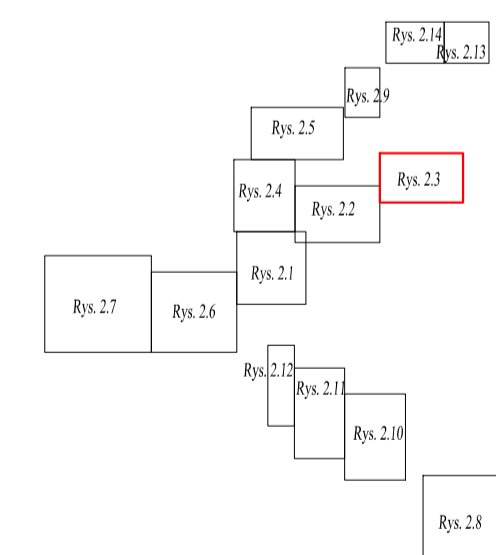 Rys. 2.14
Rys. 2.13
Rys. 2.9
Rys. 2.5
Rys. 2.3
Rys. 2.4
Rys. 2.2
Rys. 2.1
Rys. 2.7
Rys. 2.6
Rys. 2.12
Rys. 2.11
Rys. 2.10
Rys. 2.8